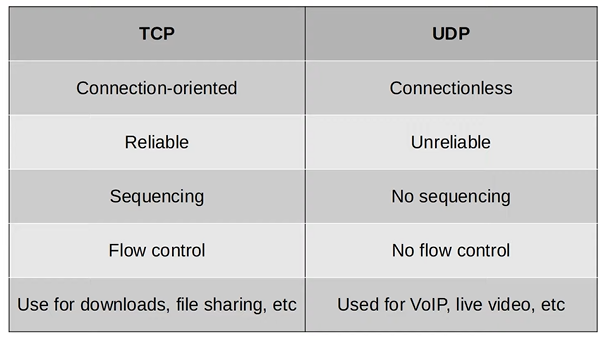 TCP UDP
Connection-oriented Connectionless
Reliable Unreliable
Sequencing No sequencing
Flow control No flow control
Use for downloads, file sharing, etc Used for VoIP, live video, etc